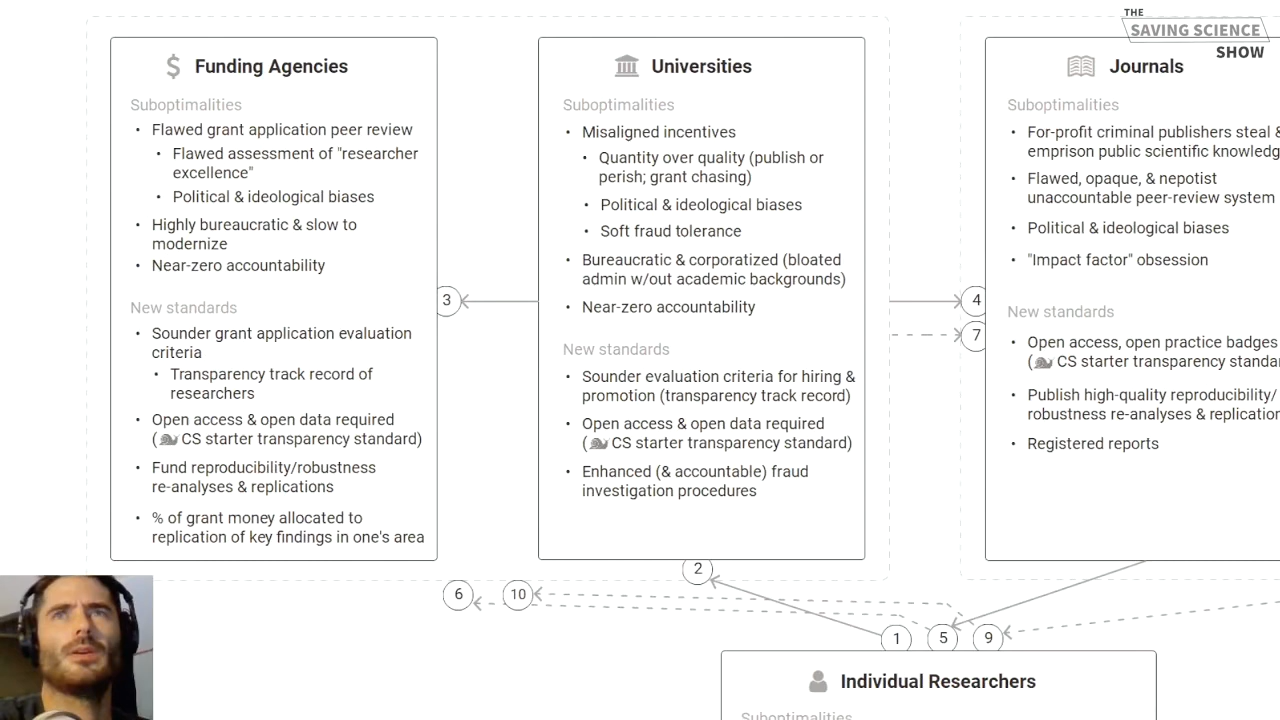 THE
SAVING SCIENCE
SHOW
$ Funding Agencies
Suboptimalities
• Flawed grant application peer review
• Flawed assessment of "researcher
excellence"
• Political & ideological biases
• Highly bureaucratic & slow to
modernize
• Near-zero accountability
New standards
• Sounder grant application evaluation
criteria
• Transparency track record of
researchers
• Open access & open data required
(CS starter transparency standard)
• Fund reproducibility/robustness
re-analyses & replications
• % of grant money allocated to
replication of key findings in one's area
3
Universities
Suboptimalities
• Misaligned incentives
• Quantity over quality (publish or
perish; grant chasing)
• Political & ideological biases
• Soft fraud tolerance
• Bureaucratic & corporatized (bloated
admin w/out academic backgrounds)
• Near-zero accountability
New standards
• Sounder evaluation criteria for hiring &
promotion (transparency track record)
• Open access & open data required
(CS starter transparency standard)
• Enhanced (& accountable) fraud
investigation procedures
4
7
Journals
Suboptimalities
• For-profit criminal publishers steal &
emprison public scientific knowledg
• Flawed, opaque, & nepotist
unaccountable peer-review system
• Political & ideological biases
• "Impact factor" obsession
New standards
• Open access, open practice badges
(CS starter transparency standar
• Publish high-quality reproducibility/
robustness re-analyses & replication
• Registered reports
2
6
10
1
5
9
Individual Researchers
Suboptimalities